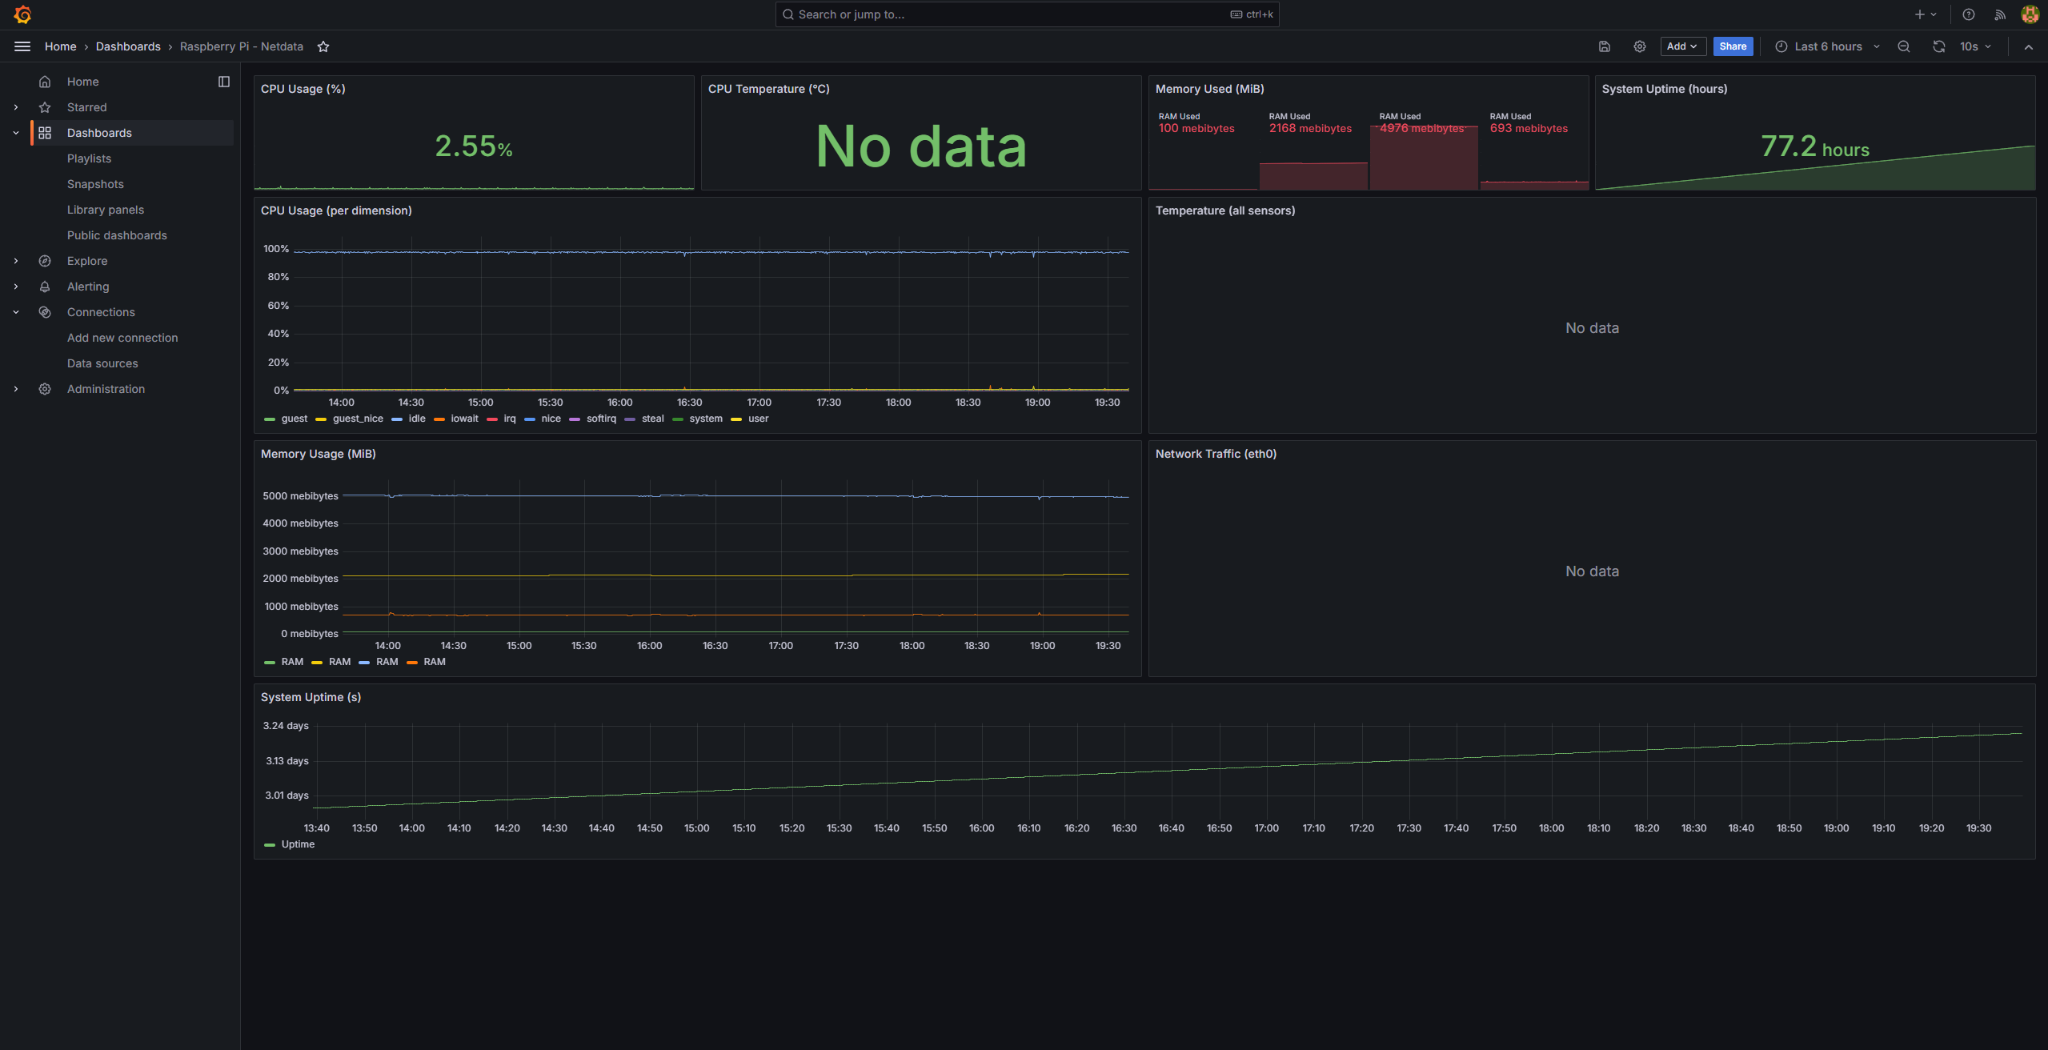 Search or jump to...
ctrl+k
Home › Dashboards › Raspberry Pi - Netdata
Add
Share
Last 6 hours
10s
Home
Starred
Dashboards
Playlists
Snapshots
Library panels
Public dashboards
Explore
Alerting
Connections
Add new connection
Data sources
Administration
CPU Usage (%)
2.55%
CPU Temperature (°C)
No data
Memory Used (MiB)
RAM Used RAM Used RAM Used RAM Used
100 mebibytes 2168 mebibytes 4976 mebibytes 693 mebibytes
System Uptime (hours)
77.2 hours
CPU Usage (per dimension)
100%
80%
60%
40%
20%
0%
14:00 14:30 15:00 15:30 16:00 16:30 17:00 17:30 18:00 18:30 19:00 19:30
guest guest_nice idle iowait irq nice softirq steal system user
Temperature (all sensors)
No data
Memory Usage (MiB)
5000 mebibytes
4000 mebibytes
3000 mebibytes
2000 mebibytes
1000 mebibytes
0 mebibytes
14:00 14:30 15:00 15:30 16:00 16:30 17:00 17:30 18:00 18:30 19:00 19:30
RAM RAM RAM RAM
Network Traffic (eth0)
No data
System Uptime (s)
3.24 days
3.13 days
3.01 days
13:40 13:50 14:00 14:10 14:20 14:30 14:40 14:50 15:00 15:10 15:20 15:30 15:40 15:50 16:00 16:10 16:20 16:30 16:40 16:50 17:00 17:10 17:20 17:30 17:40 17:50 18:00 18:10 18:20 18:30 18:40 18:50 19:00 19:10 19:20 19:30
Uptime